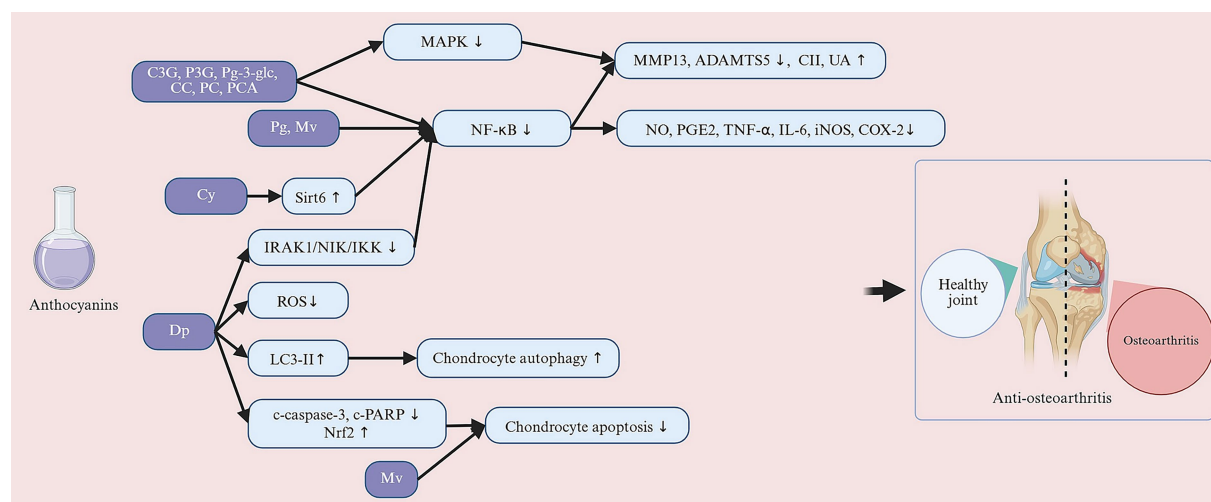 MAPK ↓
C3G, P3G, Pg-3-glc,
CC, PC, PCA
MMP13, ADAMTS5 ↓, CII, UA ↑
Pg, Mv
NF-κB ↓
NO, PGE2, TNF-α, IL-6, iNOS, COX-2↓
Cy
Sirt6 ↑
IRAK1/NIK/IKK ↓
Anthocyanins
ROS↓
Healthy
joint
Dp
LC3-II↑
Chondrocyte autophagy ↑
Osteoarthritis
c-caspase-3, c-PARP ↓
Nrf2 ↑
Chondrocyte apoptosis ↓
Anti-osteoarthritis
Mv